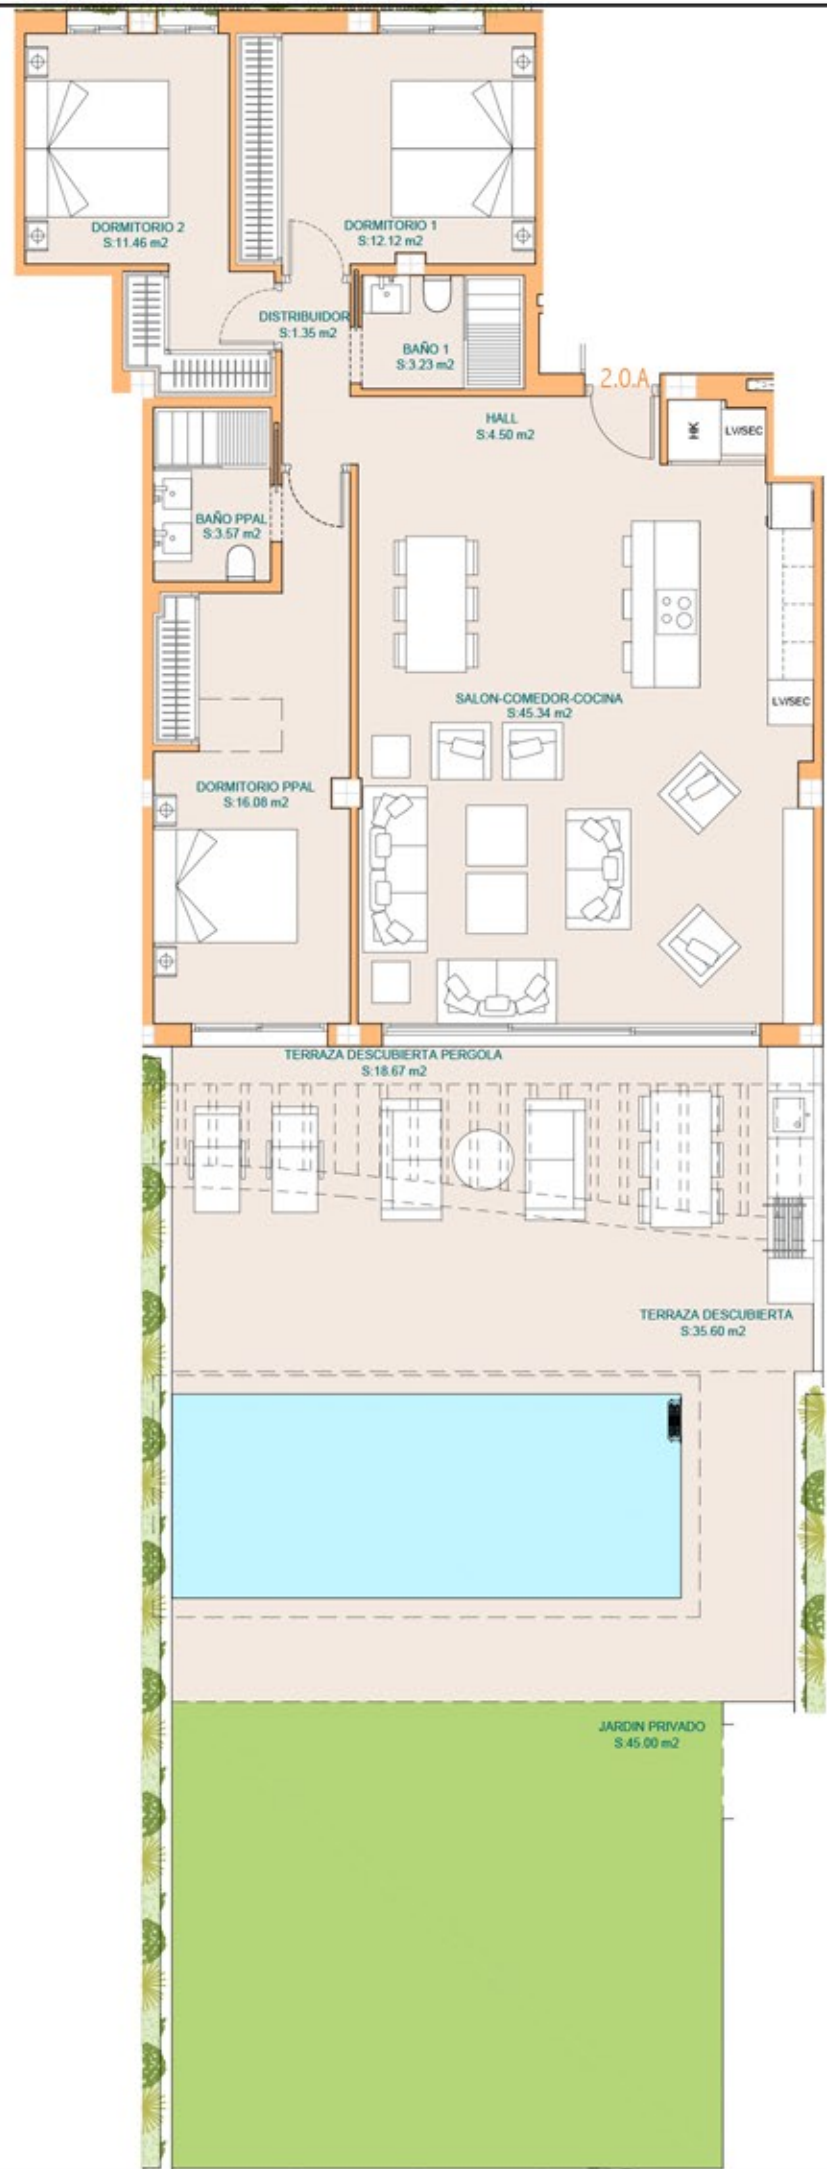 DORMITORIO 2
S:11.46 m2
DORMITORIO 1
S:12.12 m2
DISTRIBUIDOR
S:1.35 m2
BAÑO 1
S:3.23 m2
2.0.A
HALL
S:4.50 m2
HK
LV/SEC
BAÑO PPAL
S:3.57 m2
SALON-COMEDOR-COCINA
S:45.34 m2
LV/SEC
DORMITORIO PPAL
S:16.08 m2
TERRAZA DESCUBIERTA PERGOLA
S:18.67 m2
TERRAZA DESCUBIERTA
S:35.60 m2
JARDIN PRIVADO
S:45.00 m2